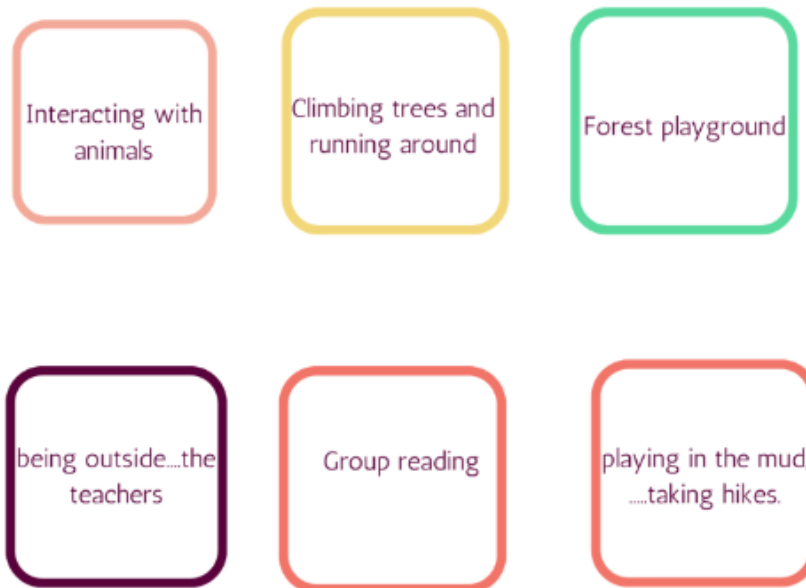 Interacting with
animals
Climbing trees and
running around
Forest playground
being outside....the
teachers
Group reading
playing in the mud
.....taking hikes.